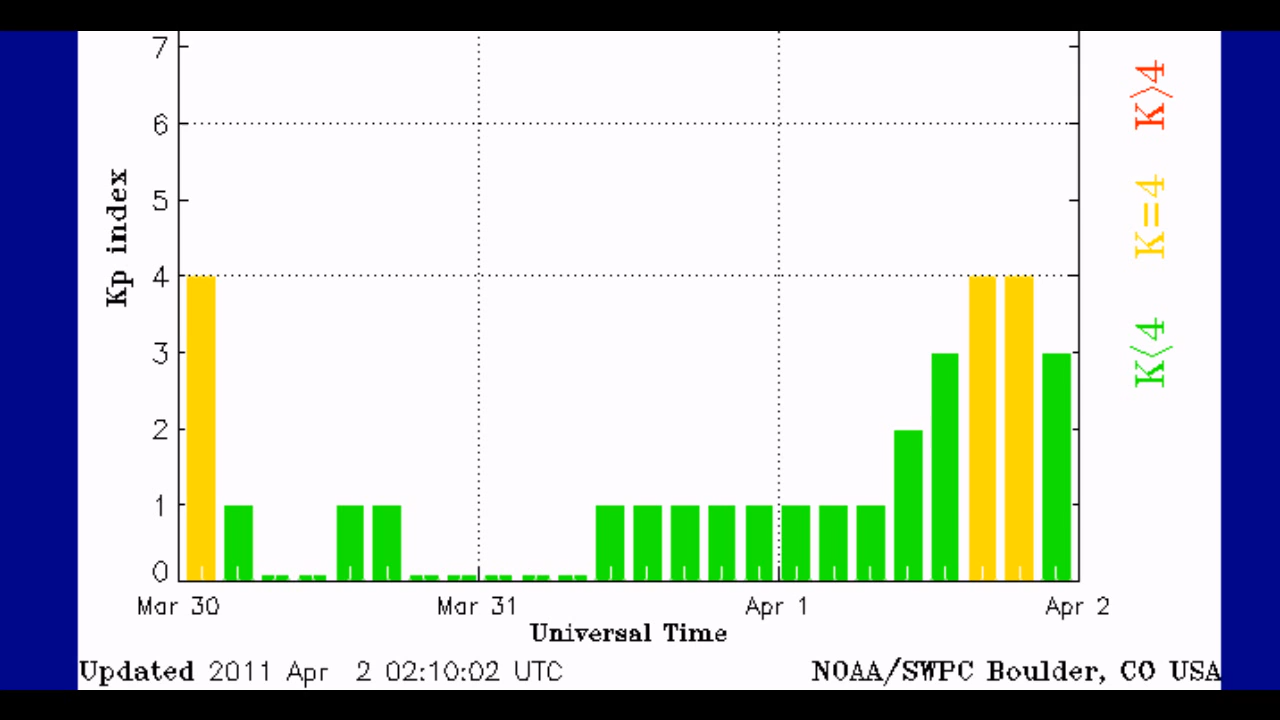 7
6
5
4
3
2
1
0
Kp index
Mar 30 Mar 31 Apr 1 Apr 2
Universal Time
K<4 K=4 K>4
Updated 2011 Apr 2 02:10:02 UTC
NOAA/SWPC Boulder, CO USA